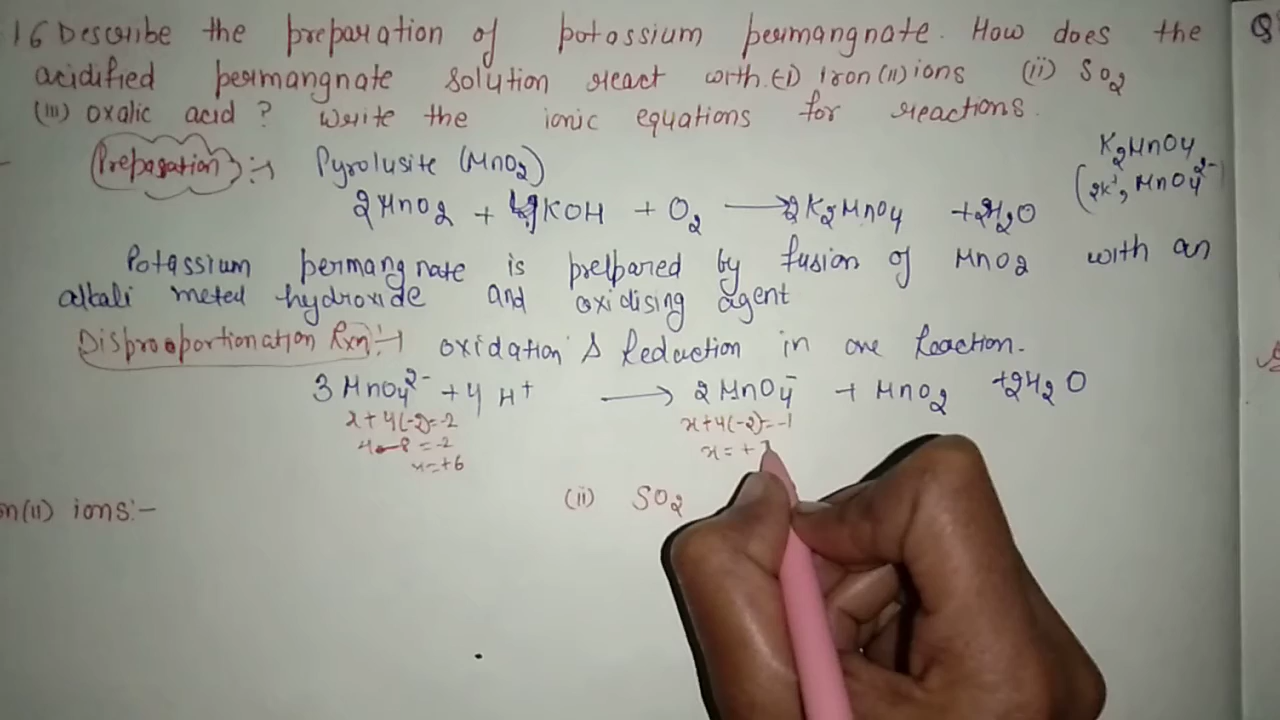 16 Describe the preparation of potossium permangnate. How does the
acidified permangnate solution react with. (i) iron(II) ions (ii) SO2
(iii) oxalic acid? Write the ionic equations for reactions.
Preparation :→ Pyrolusite (MnO2)
K2MnO4
(2K+, MnO4 2-)
2MnO2 + 4KOH + O2 → 2K2MnO4 + 2H2O
Potassium permangnate is prepared by fusion of MnO2 with an
alkali metal hydroxide and oxidising agent
Disproportionation Rxn :→ oxidation & Reduction in one Reaction.
3MnO4 2- + 4H+ → 2MnO4- + MnO2 + 2H2O
x+4(-2)=-2
x-8=-2
x=+6
x+4(-2)=-1
x=+
n(II) ions:- (ii) SO2